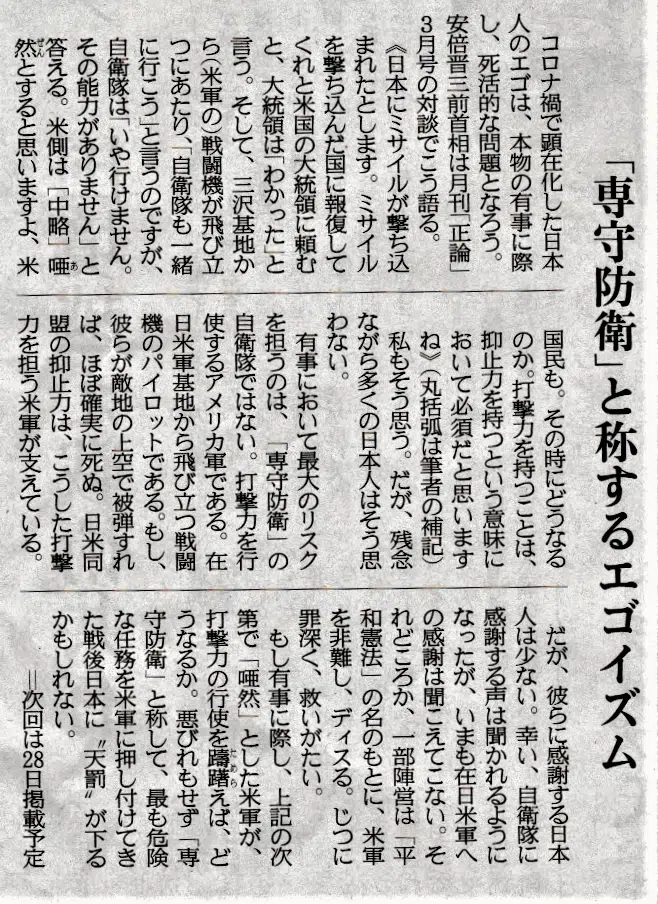 「専守防衛」と称するエゴイズム
コロナ禍で顕在化した日本
人のエゴは、本物の有事に際
し、死活的な問題となろう。
安倍晋三前首相は月刊「正論」
3月号の対談でこう語る。
《日本にミサイルが撃ち込
まれたとします。ミサイル
を撃ち込んだ国に報復して
くれと米国の大統領に頼む
と、大統領は「わかった」と
言う。そして、三沢基地か
ら(米軍の)戦闘機が飛び立
つにあたり、「自衛隊も一緒
に行こう」と言うのですが、
自衛隊は「いや行けません。
その能力がありません」と
答える。米側は[中略]唖あ
然ぜんとすると思いますよ、米
国民も。その時にどうなる
のか。打撃力を持つことは、
抑止力を持つという意味に
おいて必須だと思います
ね》(丸括弧は筆者の補記)
私もそう思う。だが、残念
ながら多くの日本人はそう思
わない。
有事において最大のリスク
を担うのは、「専守防衛」の
自衛隊ではない。打撃力を行
使するアメリカ軍である。在
日米軍基地から飛び立つ戦闘
機のパイロットである。もし、
彼らが敵地の上空で被弾すれ
ば、ほぼ確実に死ぬ。日米同
盟の抑止力は、こうした打撃
力を担う米軍が支えている。
だが、彼らに感謝する日本
人は少ない。幸い、自衛隊に
感謝する声は聞かれるように
なったが、いまも在日米軍へ
の感謝は聞こえてこない。そ
れどころか、一部陣営は「平
和憲法」の名のもとに、米軍
を非難し、ディスる。じつに
罪深く、救いがたい。
もし有事に際し、上記の次
第で「唖然」とした米軍が、
打撃力の行使を躊躇ためらえば、ど
うなるか。悪びれもせず「専
守防衛」と称して、最も危険
な任務を米軍に押し付けてき
た戦後日本に〝天罰〟が下る
かもしれない。
=次回は28日掲載予定